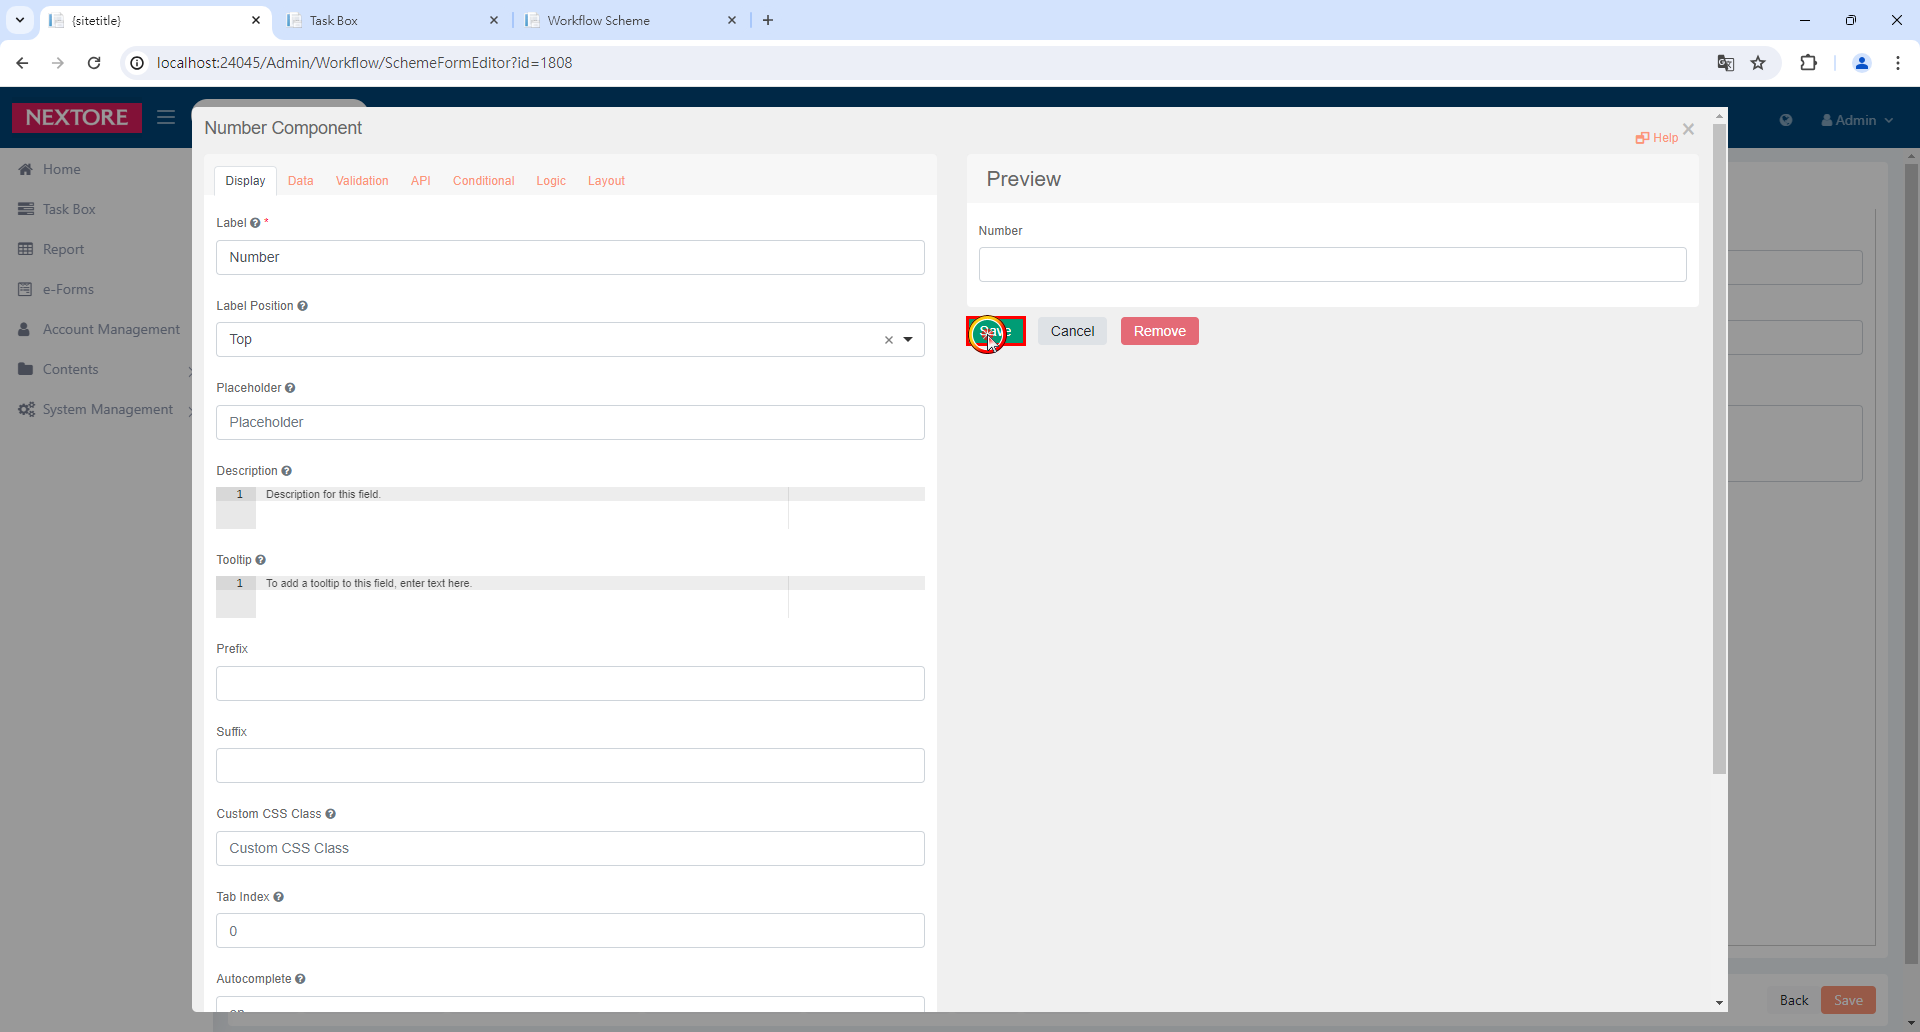 {sitetitle}
Task Box
Workflow Scheme
localhost:24045/Admin/Workflow/SchemeFormEditor?id=1808
NEXTORE
Admin
Home
Task Box
Report
e-Forms
Account Management
Contents
System Management
Number Component
Help
Display
Data
Validation
API
Conditional
Logic
Layout
Label *
Number
Label Position
Top
Placeholder
Placeholder
Description
1 Description for this field.
Tooltip
1 To add a tooltip to this field, enter text here.
Prefix
Suffix
Custom CSS Class
Custom CSS Class
Tab Index
0
Autocomplete
on
Preview
Number
Save
Cancel
Remove
Back
Save